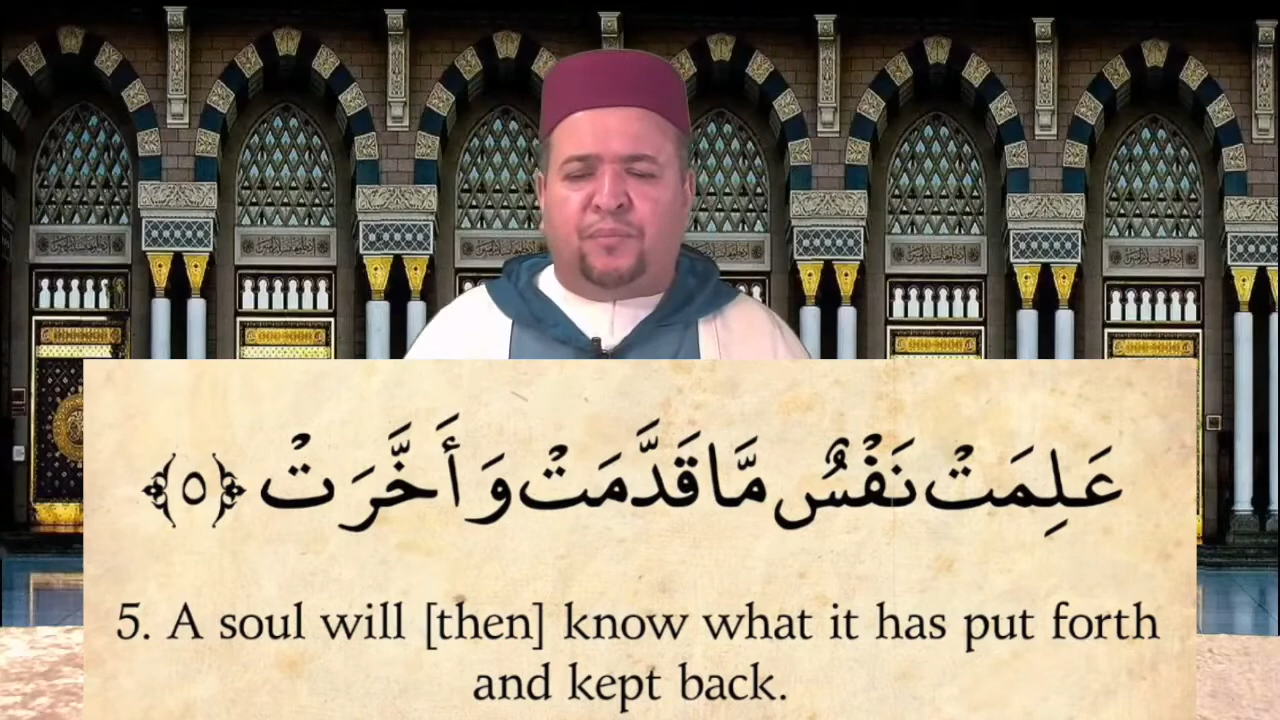 عَلِمَتْ نَفْسٌ مَّا قَدَّمَتْ وَأَخَّرَتْ ﴿٥﴾
5. A soul will [then] know what it has put forth
and kept back.